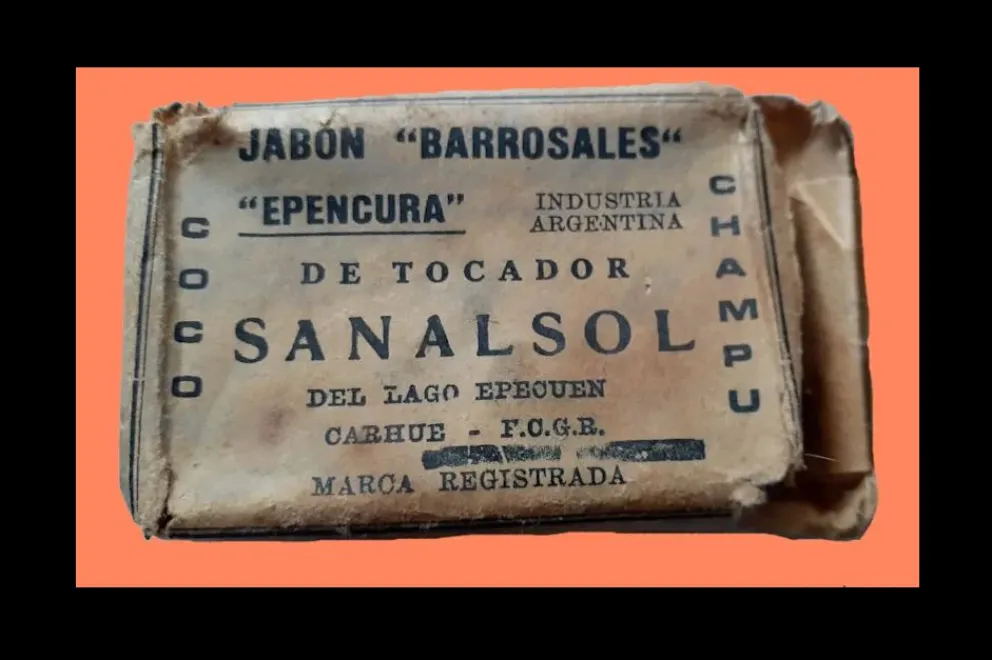 JABÓN "BARROSALES"
"EPENCURA"
INDUSTRIA
ARGENTINA
DE TOCADOR
SANALSOL
DEL LAGO EPECUEN
CARHUE - F.C.G.R.
MARCA REGISTRADA
COCO
CHAMPU